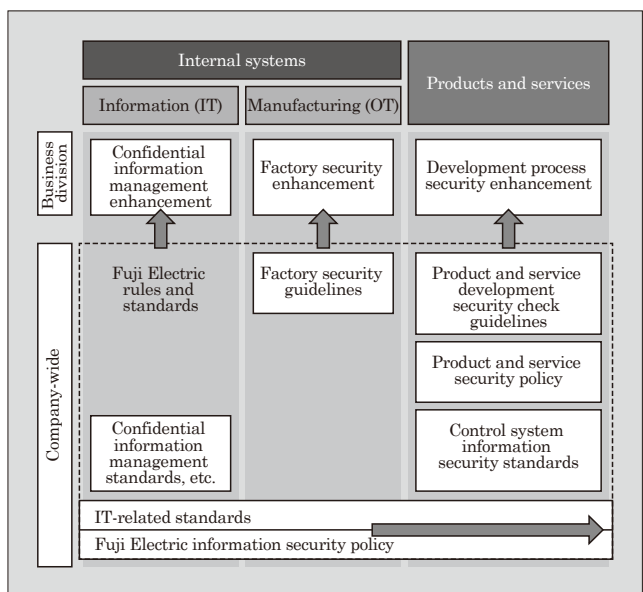 Internal systems
Products and services
Information (IT)
Manufacturing (OT)
Business
division
Confidential
information
management
enhancement
Factory security
enhancement
Development process
security enhancement
Company-wide
Fuji Electric
rules and
standards
Factory security
guidelines
Product and service
development
security check
guidelines
Product and service
security policy
Confidential
information
management
standards, etc.
Control system
information
security standards
IT-related standards
Fuji Electric information security policy